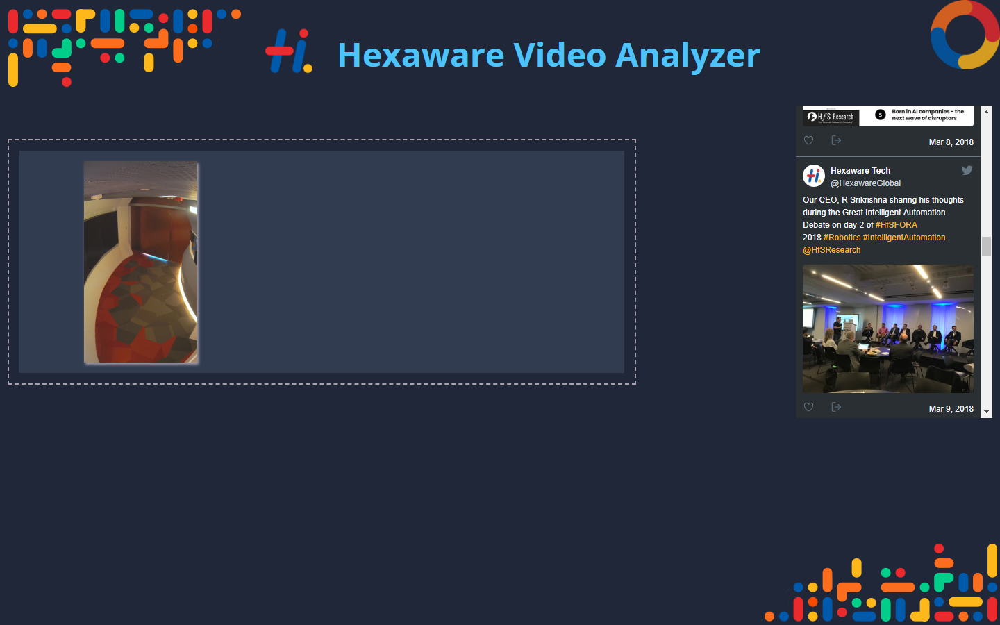 Hexaware Video Analyzer
HfS Research
5
Born in AI companies – the
next wave of disruptors
Mar 8, 2018
Hexaware Tech
@HexawareGlobal
Our CEO, R Srikrishna sharing his thoughts
during the Great Intelligent Automation
Debate on day 2 of #HfSFORA
2018.#Robotics #IntelligentAutomation
@HfSResearch
Mar 9, 2018